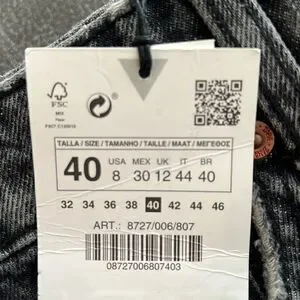 FSC
MIX
Paper
TALLA / SIZE / TAMANHO / TAILLE / MAAT / ΜΕΓΕΘΟΣ
40
USA MEX UK IT BR
8 30 12 44 40
32 34 36 38 40 42 44 46
ART.: 8727/006/807
08727006807403